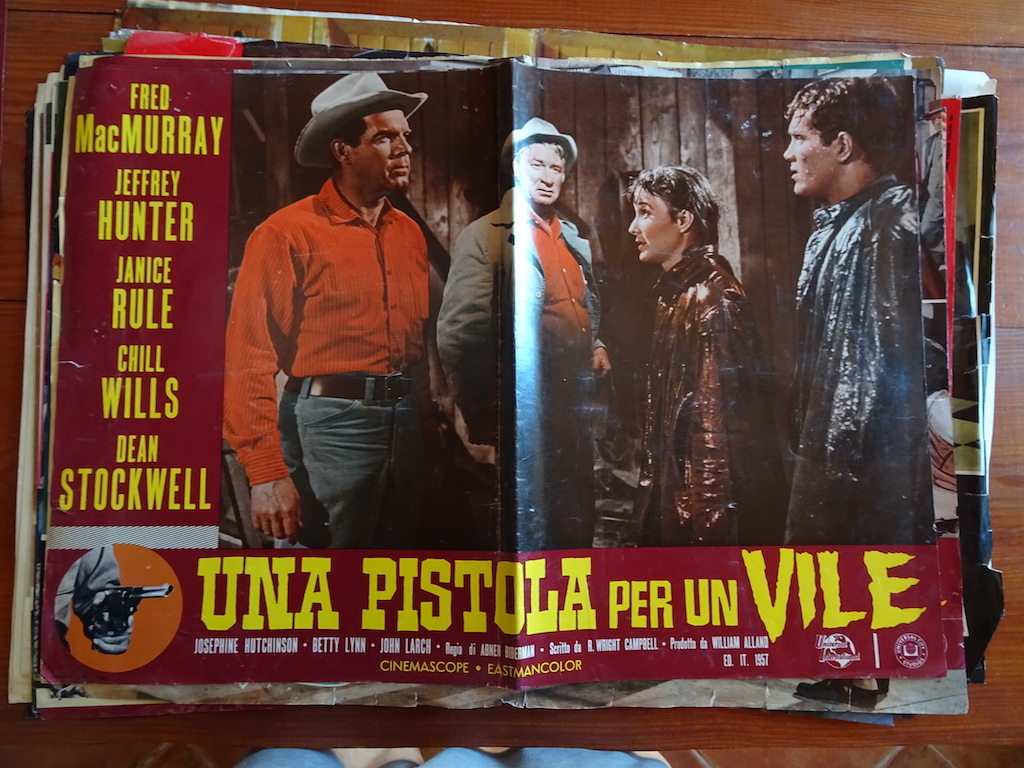 FRED
MacMURRAY
JEFFREY
HUNTER
JANICE
RULE
CHILL
WILLS
DEAN
STOCKWELL
UNA PISTOLA PER UN VILE
JOSEPHINE HUTCHINSON • BETTY LYNN • JOHN LARCH • Regia di ABNER BIBERMAN • Scritto da R. WRIGHT CAMPBELL • Prodotto da WILLIAM ALLAND
CINEMASCOPE • EASTMANCOLOR
ED. IT. 1957